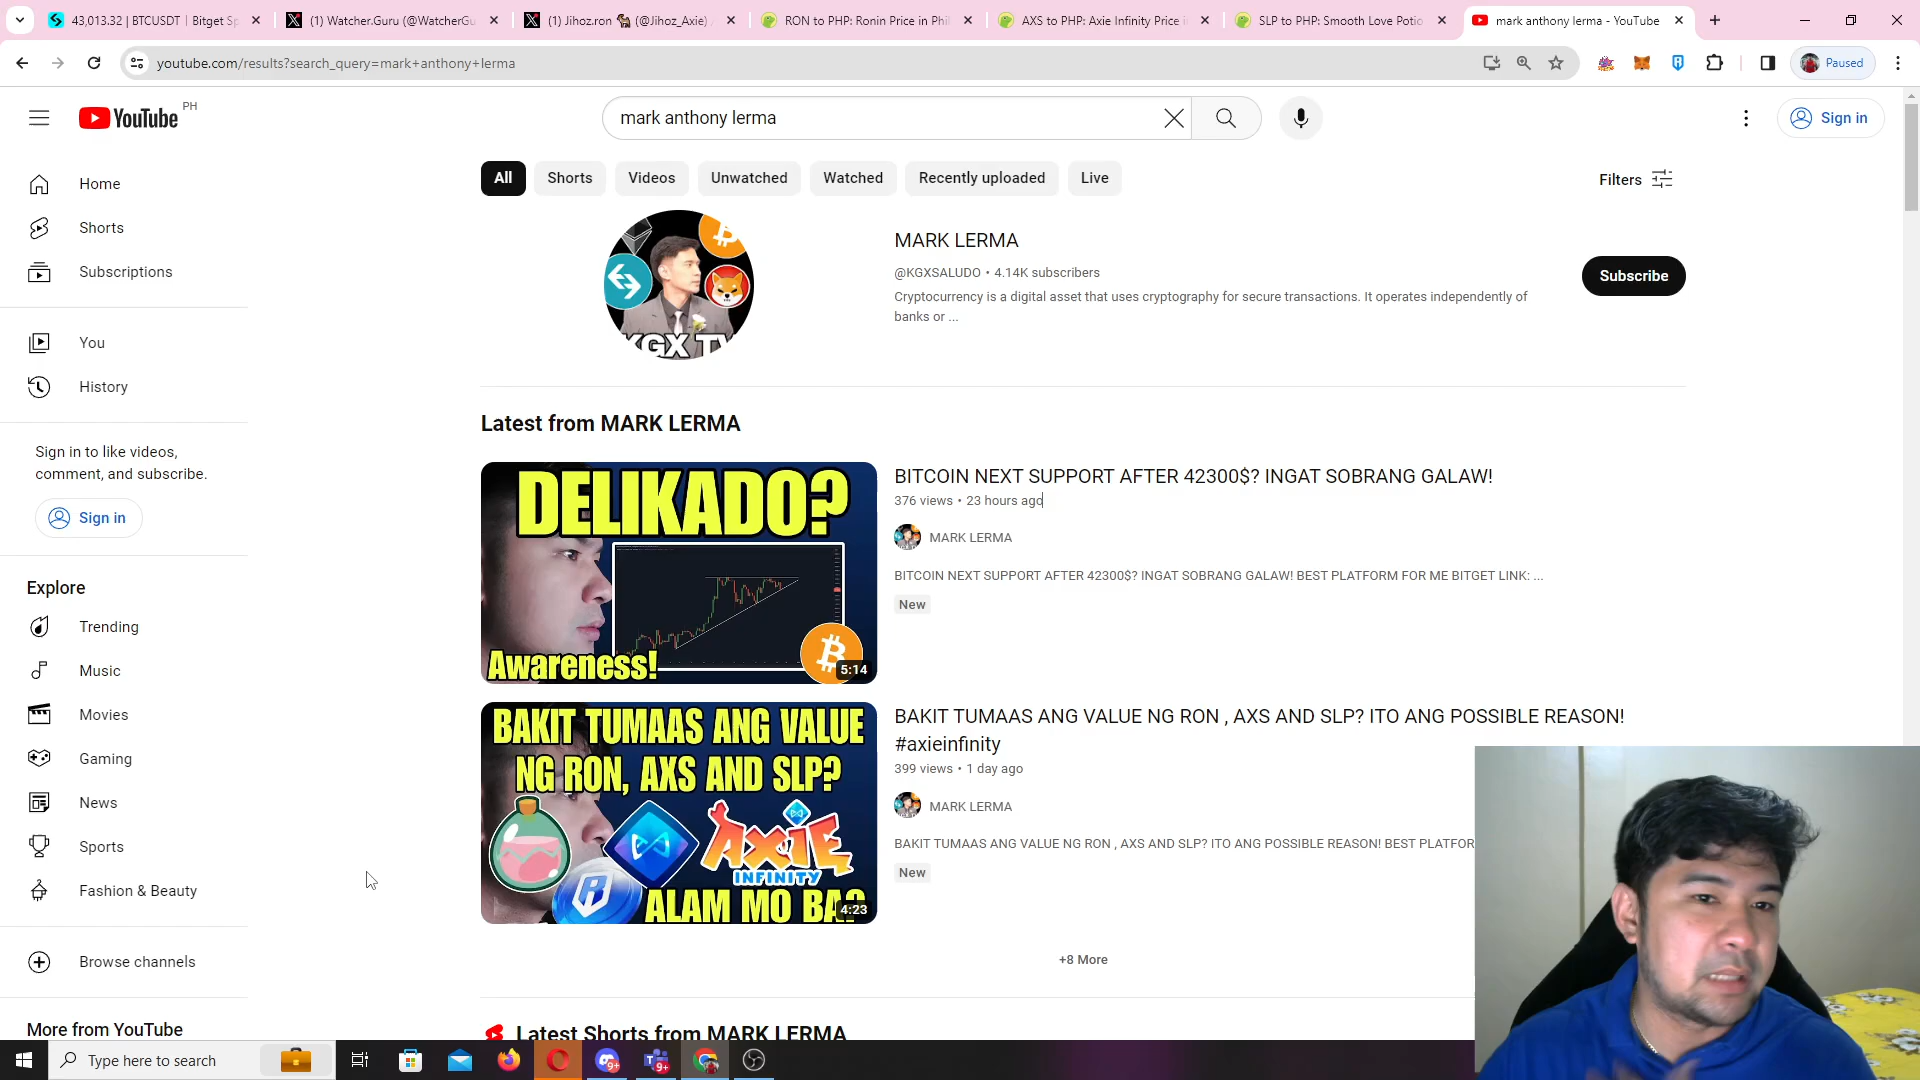 43,013.32 | BTCUSDT | Bitget Sp
(1) Watcher.Guru (@WatcherGu
(1) Jihoz.ron 🐪 (@Jihoz_Axie) /
RON to PHP: Ronin Price in Phil
AXS to PHP: Axie Infinity Price i
SLP to PHP: Smooth Love Potio
mark anthony lerma - YouTube
youtube.com/results?search_query=mark+anthony+lerma
Paused
YouTube PH
mark anthony lerma
Sign in
Home
Shorts
Subscriptions
You
History
Sign in to like videos,
comment, and subscribe.
Sign in
Explore
Trending
Music
Movies
Gaming
News
Sports
Fashion & Beauty
Browse channels
More from YouTube
All
Shorts
Videos
Unwatched
Watched
Recently uploaded
Live
Filters
KGX TV
MARK LERMA
@KGXSALUDO • 4.14K subscribers
Cryptocurrency is a digital asset that uses cryptography for secure transactions. It operates independently of
banks or ...
Subscribe
Latest from MARK LERMA
DELIKADO?
Awareness!
5:14
BITCOIN NEXT SUPPORT AFTER 42300$? INGAT SOBRANG GALAW!
376 views • 23 hours ago
MARK LERMA
BITCOIN NEXT SUPPORT AFTER 42300$? INGAT SOBRANG GALAW! BEST PLATFORM FOR ME BITGET LINK: ...
New
BAKIT TUMAAS ANG VALUE
NG RON, AXS AND SLP?
AXIE
INFINITY
ALAM MO BA?
4:23
BAKIT TUMAAS ANG VALUE NG RON , AXS AND SLP? ITO ANG POSSIBLE REASON!
#axieinfinity
399 views • 1 day ago
MARK LERMA
BAKIT TUMAAS ANG VALUE NG RON , AXS AND SLP? ITO ANG POSSIBLE REASON! BEST PLATFOR
New
+8 More
Latest Shorts from MARK LERMA
Type here to search
9+
9+